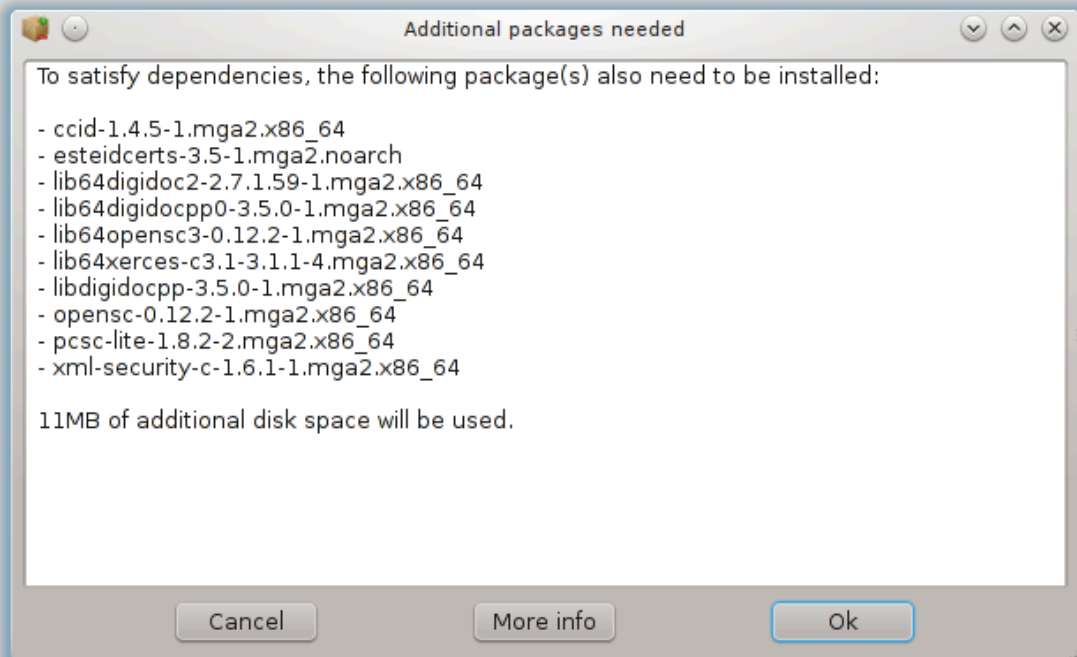 Additional packages needed
To satisfy dependencies, the following package(s) also need to be installed:
- ccid-1.4.5-1.mga2.x86_64
- esteidcerts-3.5-1.mga2.noarch
- lib64digidoc2-2.7.1.59-1.mga2.x86_64
- lib64digidocpp0-3.5.0-1.mga2.x86_64
- lib64opensc3-0.12.2-1.mga2.x86_64
- lib64xerces-c3.1-3.1.1-4.mga2.x86_64
- libdigidocpp-3.5.0-1.mga2.x86_64
- opensc-0.12.2-1.mga2.x86_64
- pcsc-lite-1.8.2-2.mga2.x86_64
- xml-security-c-1.6.1-1.mga2.x86_64
11MB of additional disk space will be used.
Cancel
More info
Ok